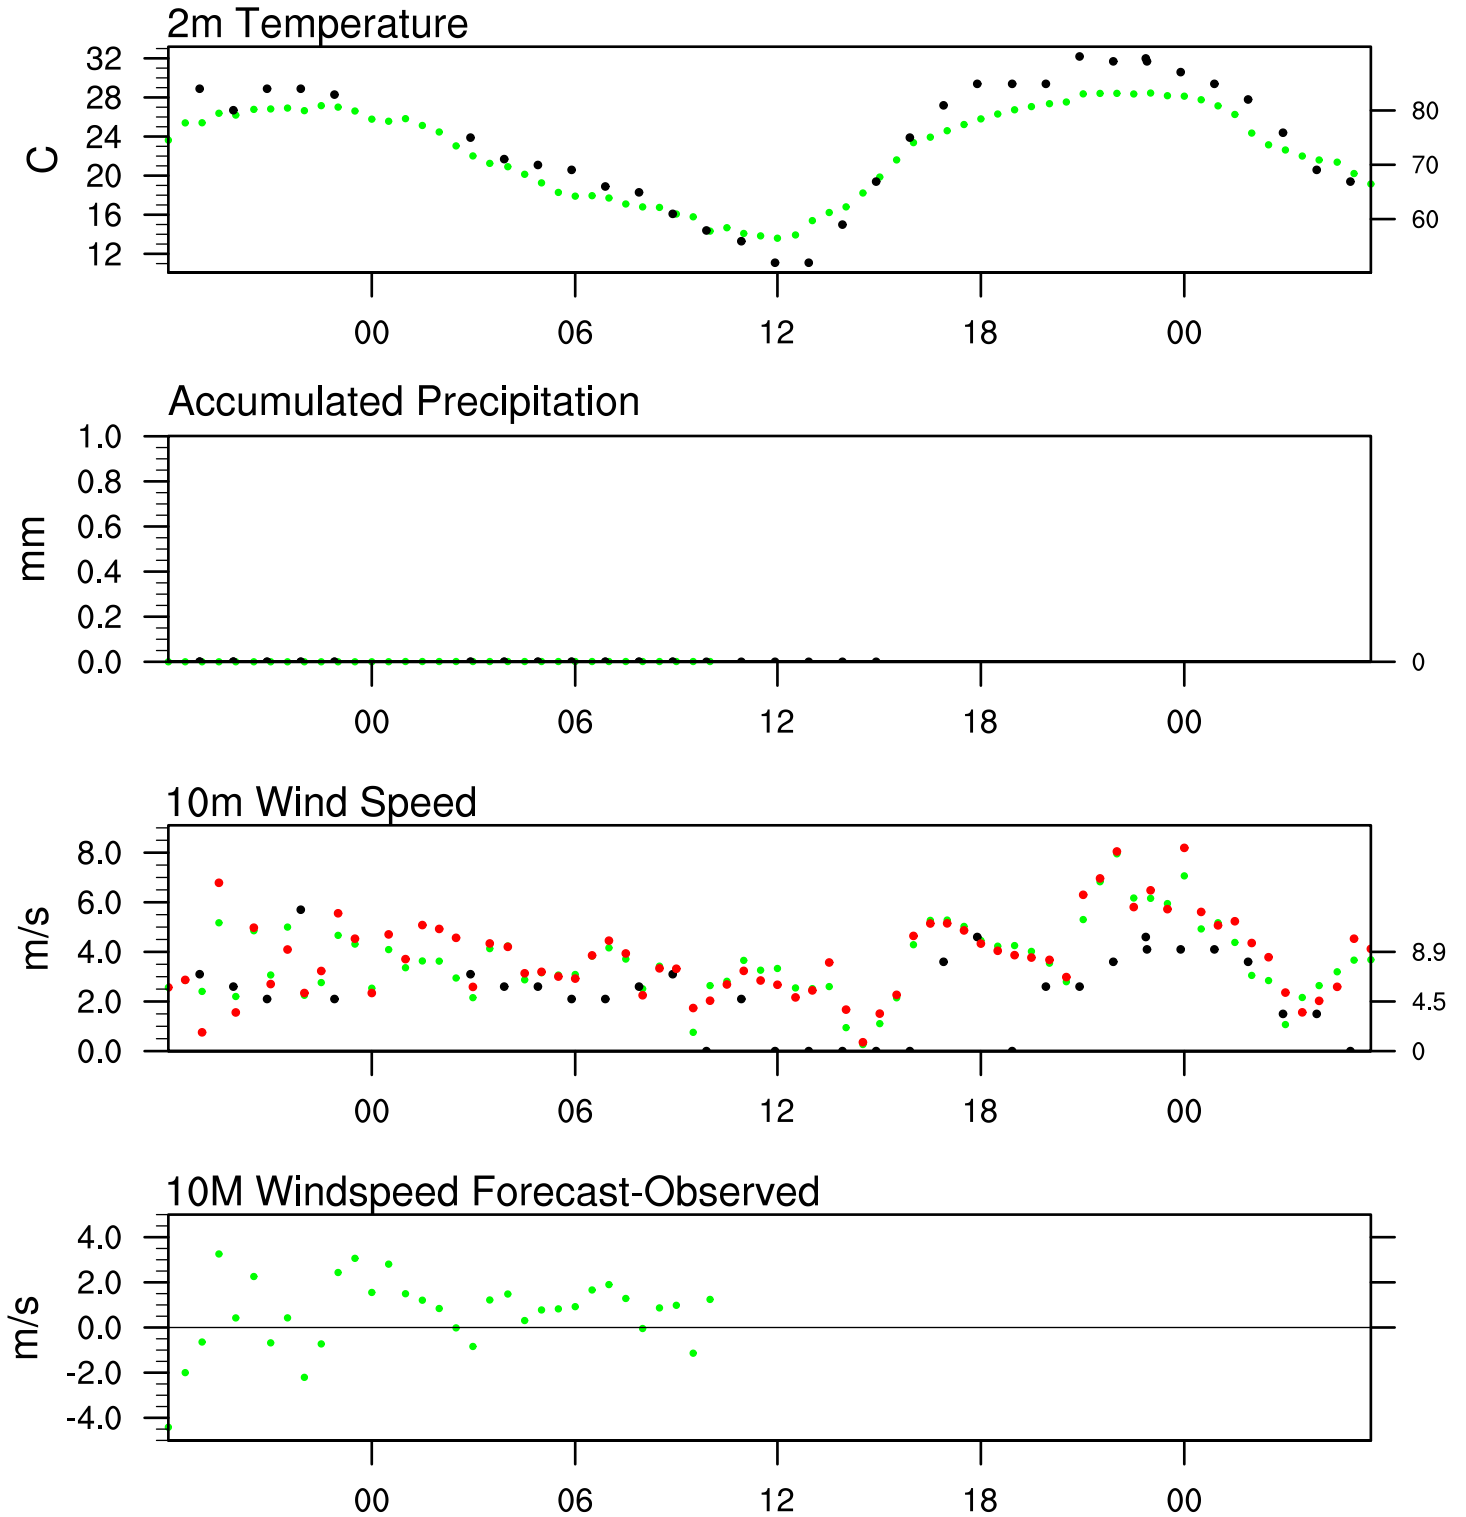 2m Temperature
32
28
24
20
16
12
C
80
70
60
00 06 12 18 00
Accumulated Precipitation
1.0
0.8
0.6
0.4
0.2
0.0
mm
0
00 06 12 18 00
10m Wind Speed
8.0
6.0
4.0
2.0
0.0
m/s
8.9
4.5
0
00 06 12 18 00
10M Windspeed Forecast-Observed
4.0
2.0
0.0
-2.0
-4.0
m/s
00 06 12 18 00